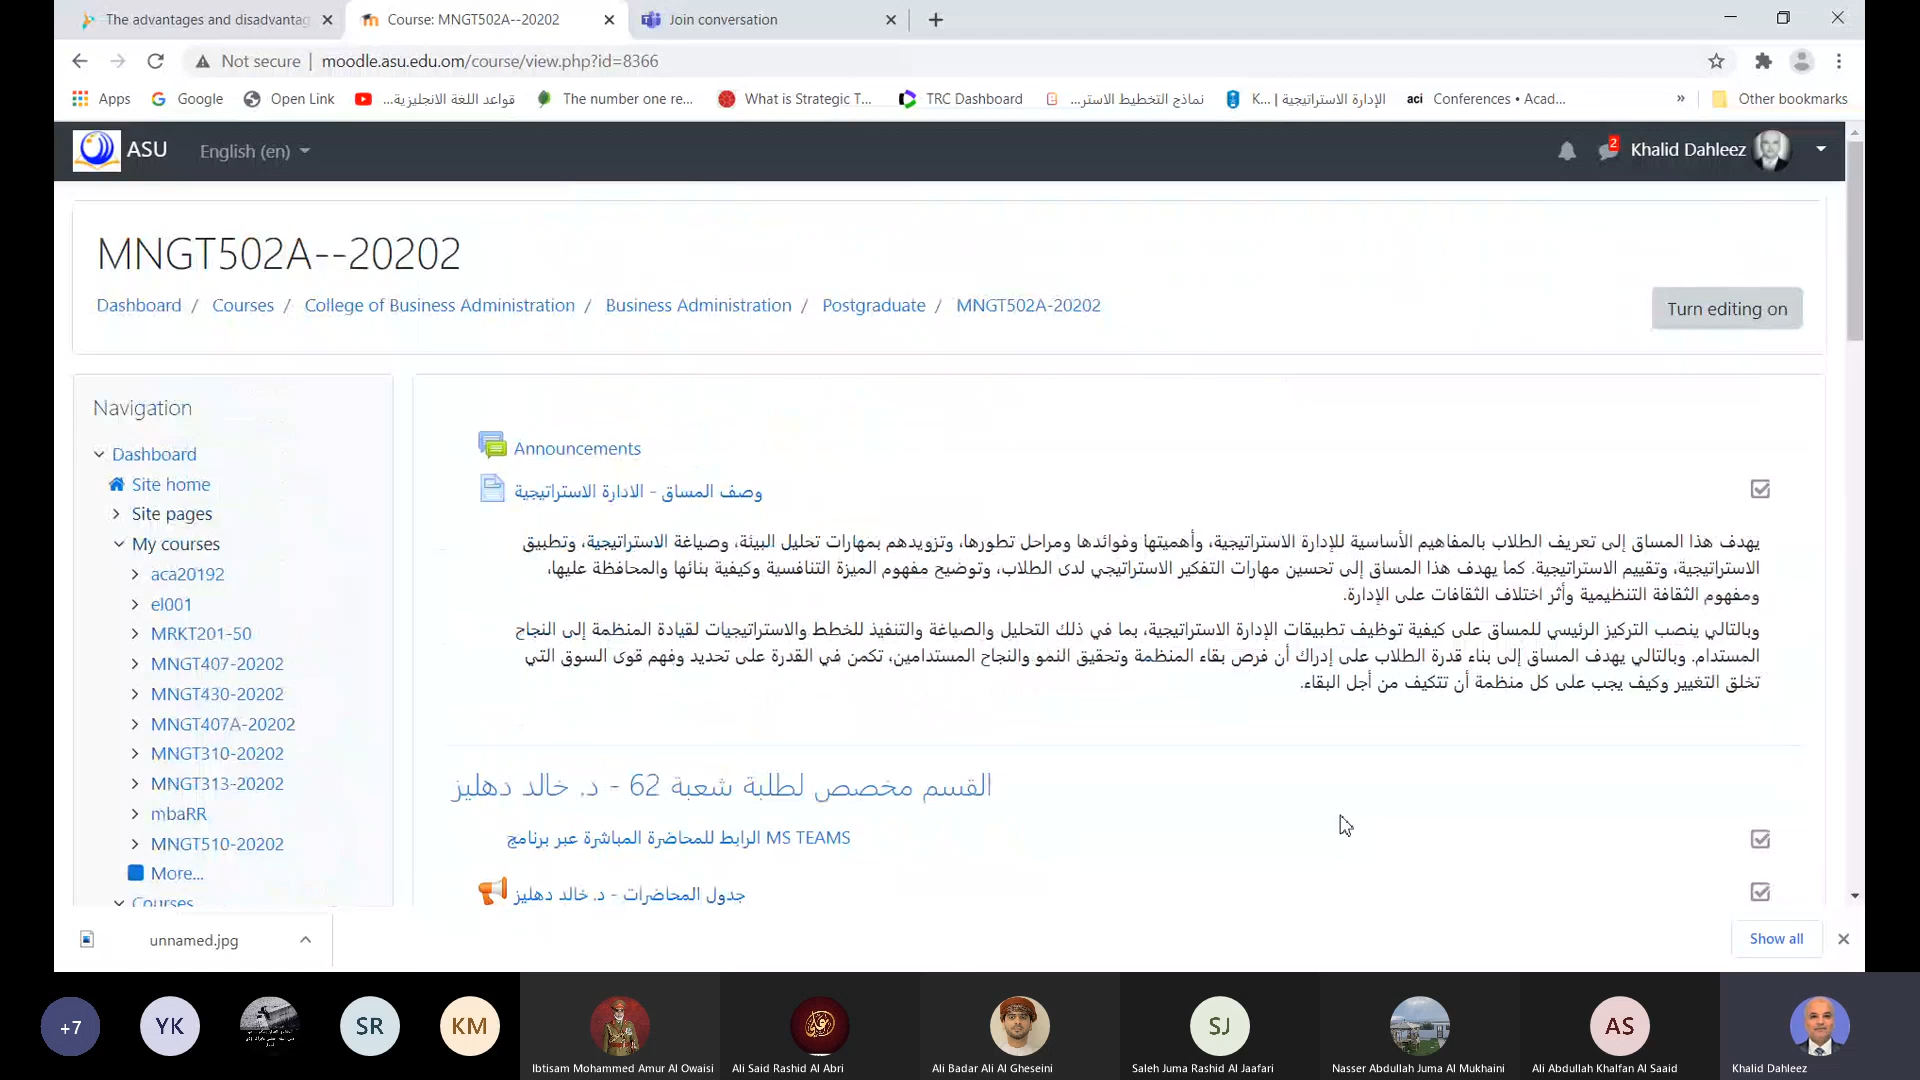 The advantages and disadvantag
Course: MNGT502A--20202
Join conversation
Not secure | moodle.asu.edu.om/course/view.php?id=8366
Apps
Google
Open Link
قواعد اللغة الانجليزية...
The number one re...
What is Strategic T...
TRC Dashboard
نماذج التخطيط الاستر...
الإدارة الاستراتيجية | K...
aci Conferences • Acad...
» Other bookmarks
ASU
English (en)
2
Khalid Dahleez
MNGT502A--20202
Dashboard / Courses / College of Business Administration / Business Administration / Postgraduate / MNGT502A-20202
Turn editing on
Navigation
Dashboard
Site home
Site pages
My courses
aca20192
el001
MRKT201-50
MNGT407-20202
MNGT430-20202
MNGT407A-20202
MNGT310-20202
MNGT313-20202
mbaRR
MNGT510-20202
More...
Courses
Announcements
وصف المساق - الادارة الاستراتيجية
يهدف هذا المساق إلى تعريف الطلاب بالمفاهيم الأساسية للإدارة الاستراتيجية، وأهميتها وفوائدها ومراحل تطورها، وتزويدهم بمهارات تحليل البيئة، وصياغة الاستراتيجية، وتطبيق
الاستراتيجية، وتقييم الاستراتيجية. كما يهدف هذا المساق إلى تحسين مهارات التفكير الاستراتيجي لدى الطلاب، وتوضيح مفهوم الميزة التنافسية وكيفية بنائها والمحافظة عليها،
ومفهوم الثقافة التنظيمية وأثر اختلاف الثقافات على الإدارة.
وبالتالي ينصب التركيز الرئيسي للمساق على كيفية توظيف تطبيقات الإدارة الاستراتيجية، بما في ذلك التحليل والصياغة والتنفيذ للخطط والاستراتيجيات لقيادة المنظمة إلى النجاح
المستدام. وبالتالي يهدف المساق إلى بناء قدرة الطلاب على إدراك أن فرص بقاء المنظمة وتحقيق النمو والنجاح المستدامين، تكمن في القدرة على تحديد وفهم قوى السوق التي
تخلق التغيير وكيف يجب على كل منظمة أن تتكيف من أجل البقاء.
القسم مخصص لطلبة شعبة 62 - د. خالد دهليز
الرابط للمحاضرة المباشرة عبر برنامج MS TEAMS
جدول المحاضرات - د. خالد دهليز
unnamed.jpg
Show all
+7
YK
SR
KM
SJ
AS
Ibtisam Mohammed Amur Al Owaisi
Ali Said Rashid Al Abri
Ali Badar Ali Al Gheseini
Saleh Juma Rashid Al Jaafari
Nasser Abdullah Juma Al Mukhaini
Ali Abdullah Khalfan Al Saaid
Khalid Dahleez